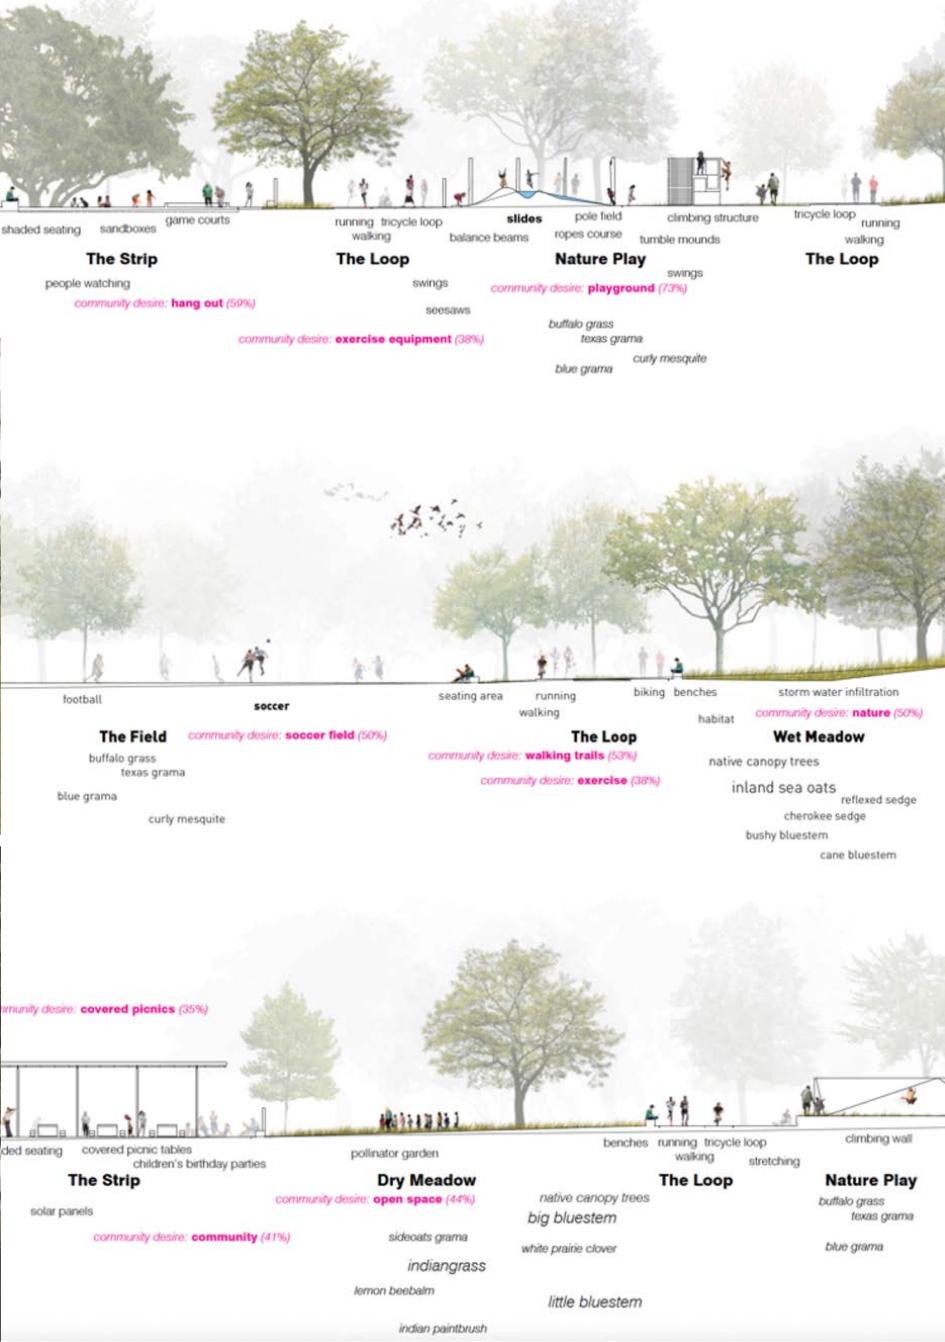 shaded seating
sandboxes
game courts
running
tricycle loop
walking
balance beams
slides
pole field
ropes course
climbing structure
tumble mounds
tricycle loop
running
walking
The Strip
The Loop
Nature Play
The Loop
people watching
swings
swings
community desire: hang out (59%)
community desire: playground (73%)
seesaws
community desire: exercise equipment (38%)
buffalo grass
texas grama
curly mesquite
blue grama
football
soccer
seating area
running
walking
biking
benches
storm water infiltration
habitat
community desire: nature (50%)
The Field
community desire: soccer field (50%)
The Loop
Wet Meadow
buffalo grass
texas grama
blue grama
curly mesquite
community desire: walking trails (53%)
community desire: exercise (38%)
native canopy trees
inland sea oats
reflexed sedge
cherokee sedge
bushy bluestem
cane bluestem
mmunity desire: covered picnics (35%)
ded seating
covered picnic tables
children's birthday parties
pollinator garden
benches
running
tricycle loop
walking
stretching
climbing wall
The Strip
Dry Meadow
The Loop
Nature Play
solar panels
community desire: open space (44%)
native canopy trees
buffalo grass
texas grama
big bluestem
community desire: community (41%)
sideoats grama
white prairie clover
blue grama
indiangrass
lemon beebalm
little bluestem
indian paintbrush